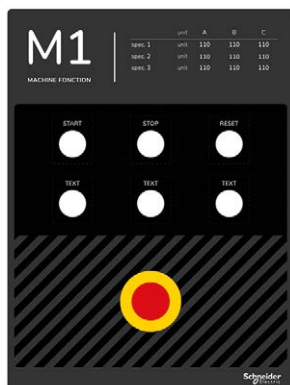 M1
MACHINE FONCTION
unit A B C
spec. 1 unit 110 110 110
spec. 2 unit 110 110 110
spec. 3 unit 110 110 110
START STOP RESET
TEXT TEXT TEXT
Schneider
Electric